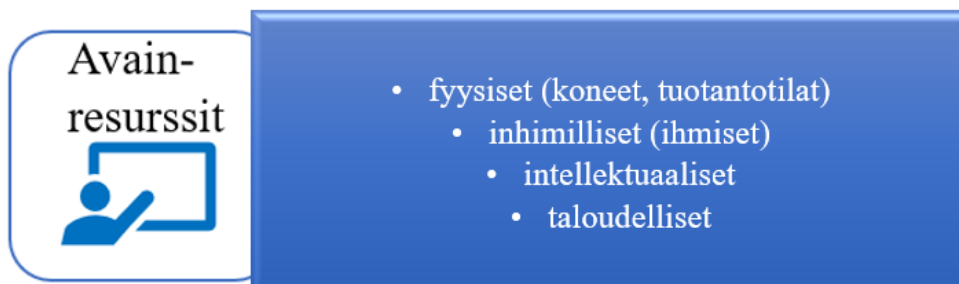 Avain-
resurssit
• fyysiset (koneet, tuotantotilat)
• inhimilliset (ihmiset)
• intellektuaaliset
• taloudelliset